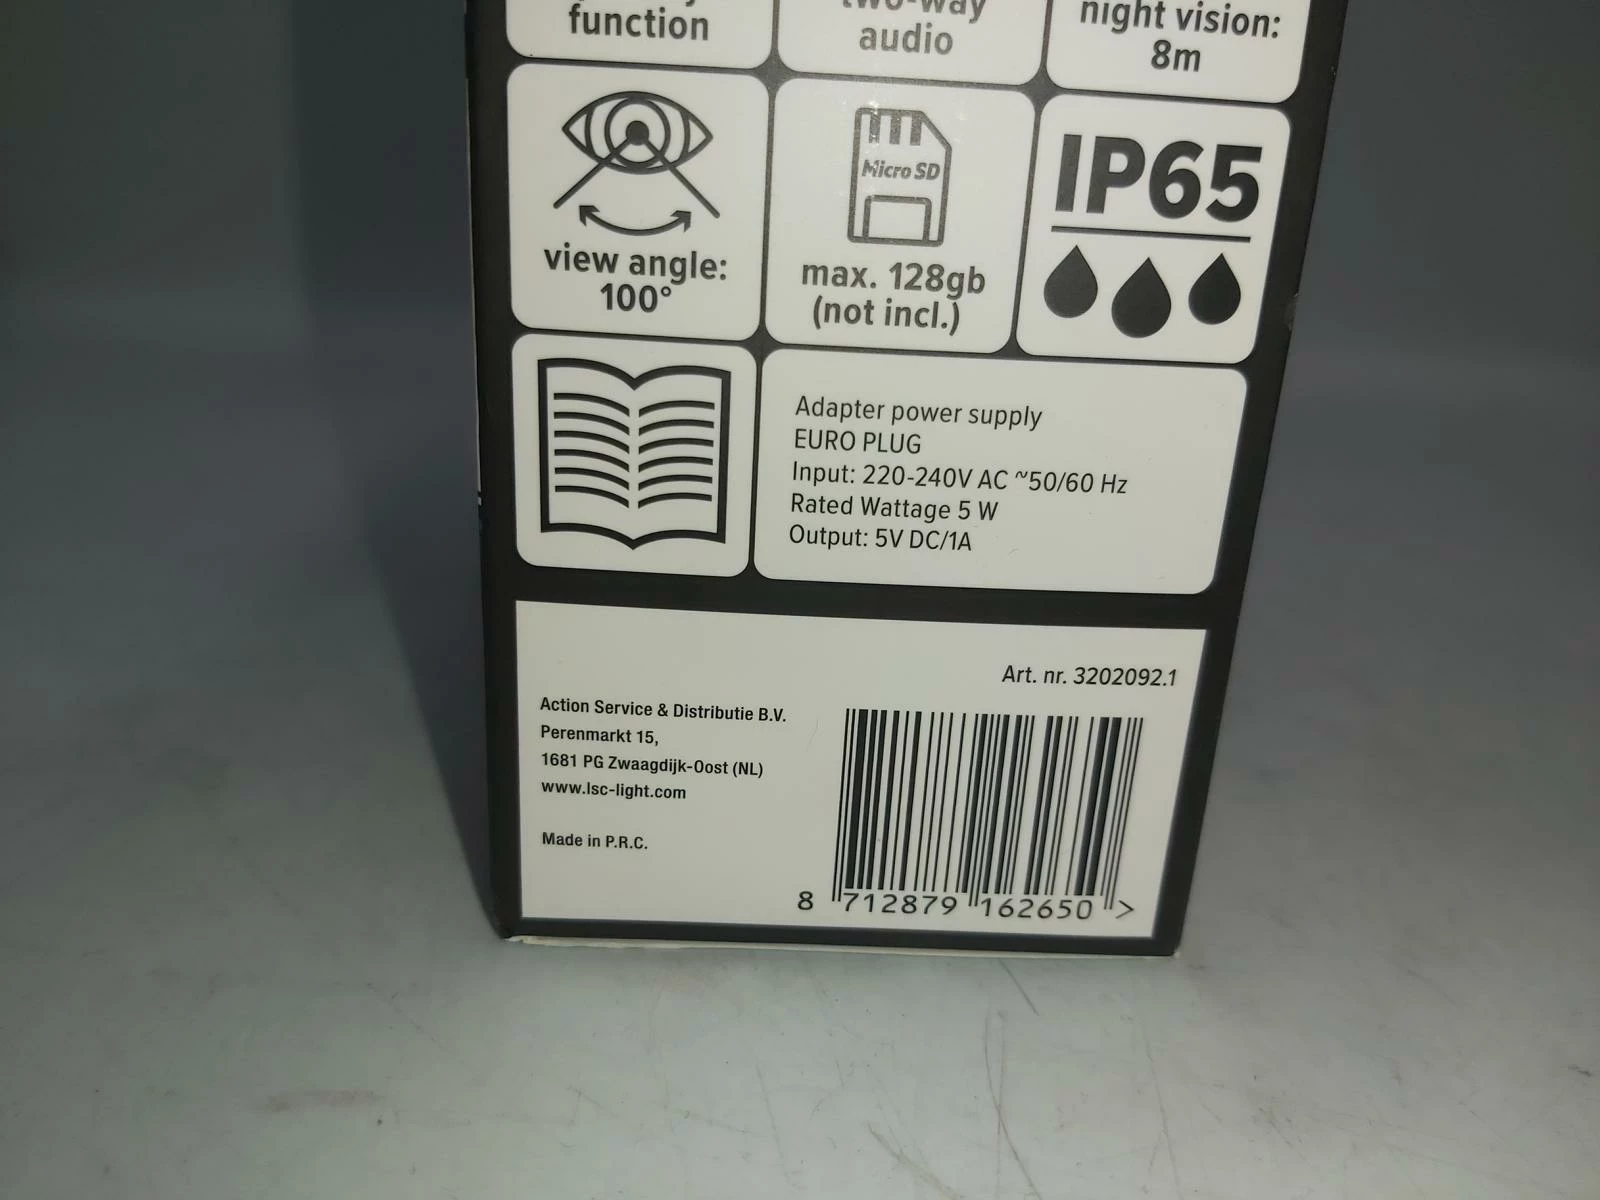 function
two-way
audio
night vision:
8m
view angle:
100°
Micro SD
max. 128gb
(not incl.)
IP65
Adapter power supply
EURO PLUG
Input: 220-240V AC ~50/60 Hz
Rated Wattage 5 W
Output: 5V DC/1A
Art. nr. 3202092.1
Action Service & Distributie B.V.
Perenmarkt 15,
1681 PG Zwaagdijk-Oost (NL)
www.lsc-light.com
Made in P.R.C.
8 712879 162650 >